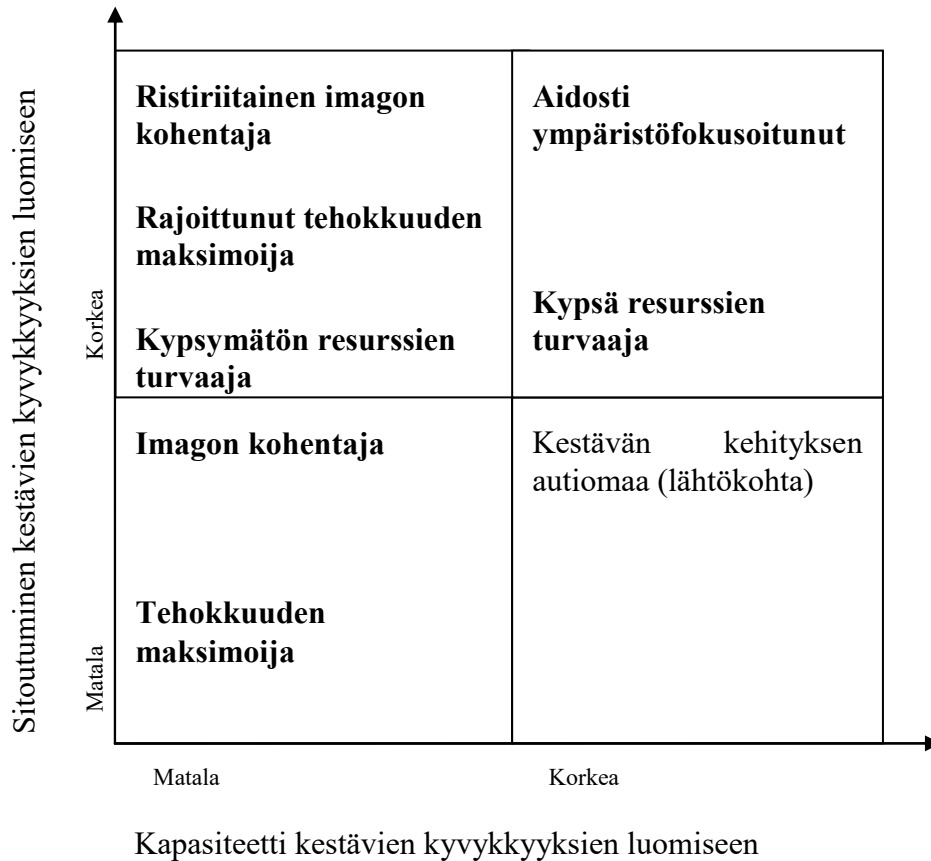 Sitoutuminen kestävien kyvykkyyksien luomiseen
Korkea
Matala
Ristiriitainen imagon
kohentaja
Rajoittunut tehokkuuden
maksimoija
Kypsymätön resurssien
turvaaja
Aidosti
ympäristöfokusoitunut
Kypsä resurssien
turvaaja
Imagon kohentaja
Tehokkuuden
maksimoija
Kestävän kehityksen
autiomaa (lähtökohta)
Matala
Korkea
Kapasiteetti kestävien kyvykkyyksien luomiseen